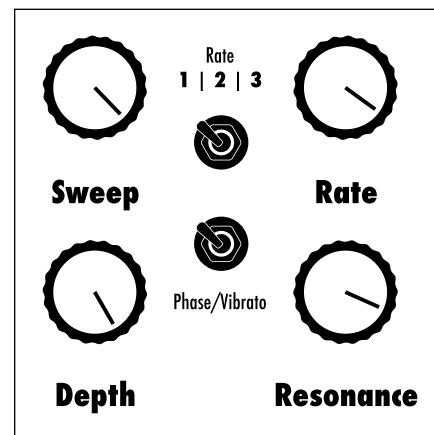 Rate
1 | 2 | 3
Sweep
Rate
Phase/Vibrato
Depth
Resonance